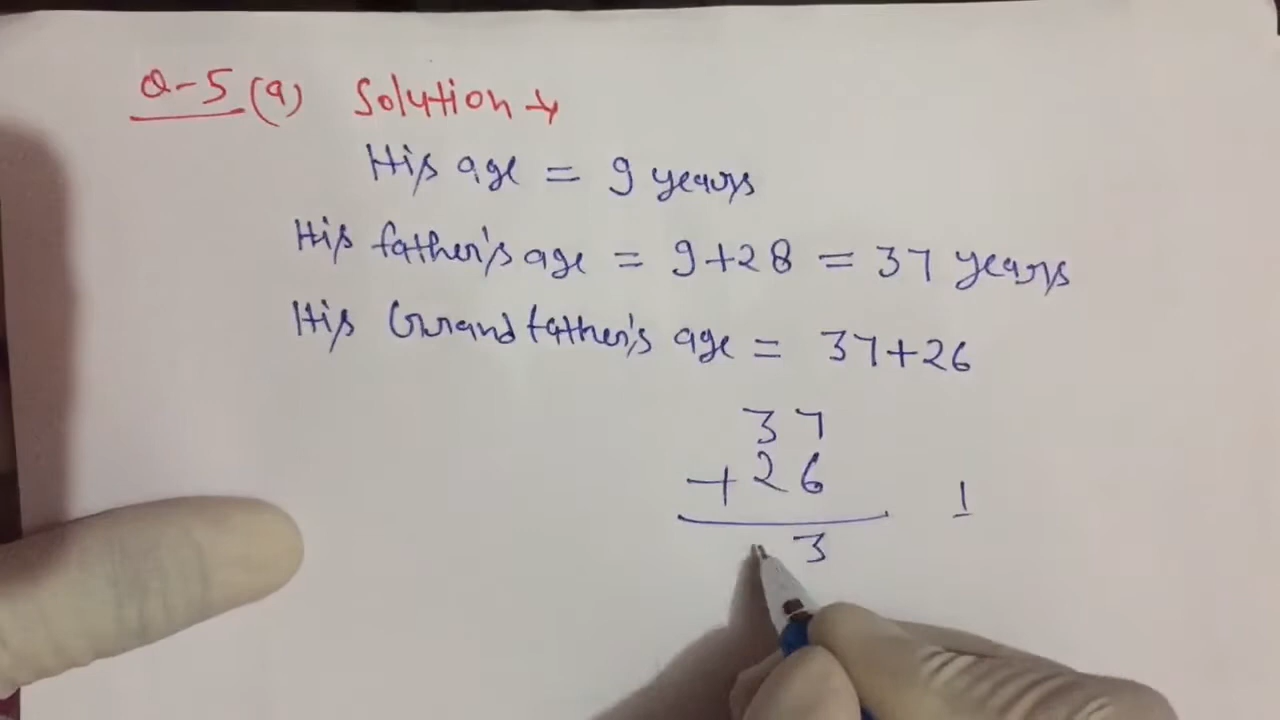 Q-5 (a) Solution →
His age = 9 years
His father's age = 9+28 = 37 years
His Grandfather's age = 37+26
37
+26 1
3